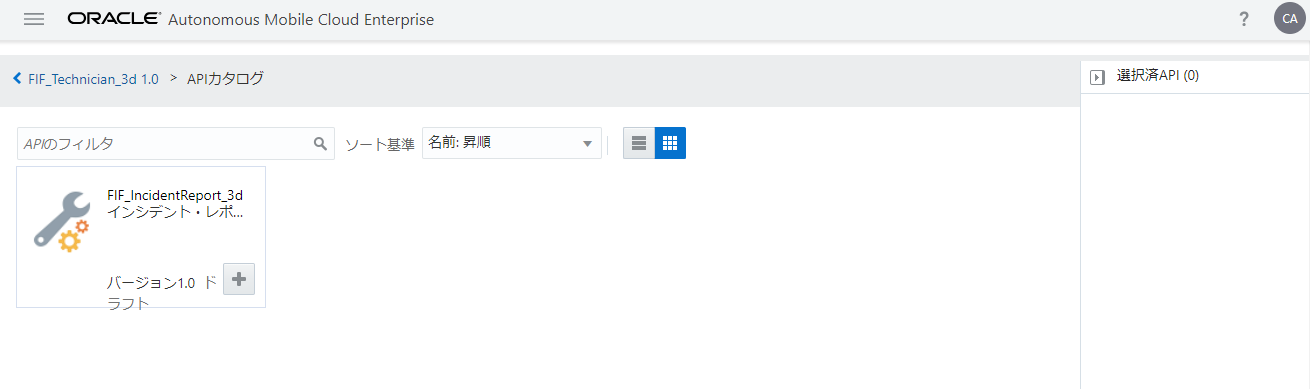 ORACLE® Autonomous Mobile Cloud Enterprise
?
CA
FIF_Technician_3d 1.0 > APIカタログ
選択済API (0)
APIのフィルタ
ソート基準
名前: 昇順
FIF_IncidentReport_3d
インシデント・レポ...
バージョン1.0 ド
ラフト